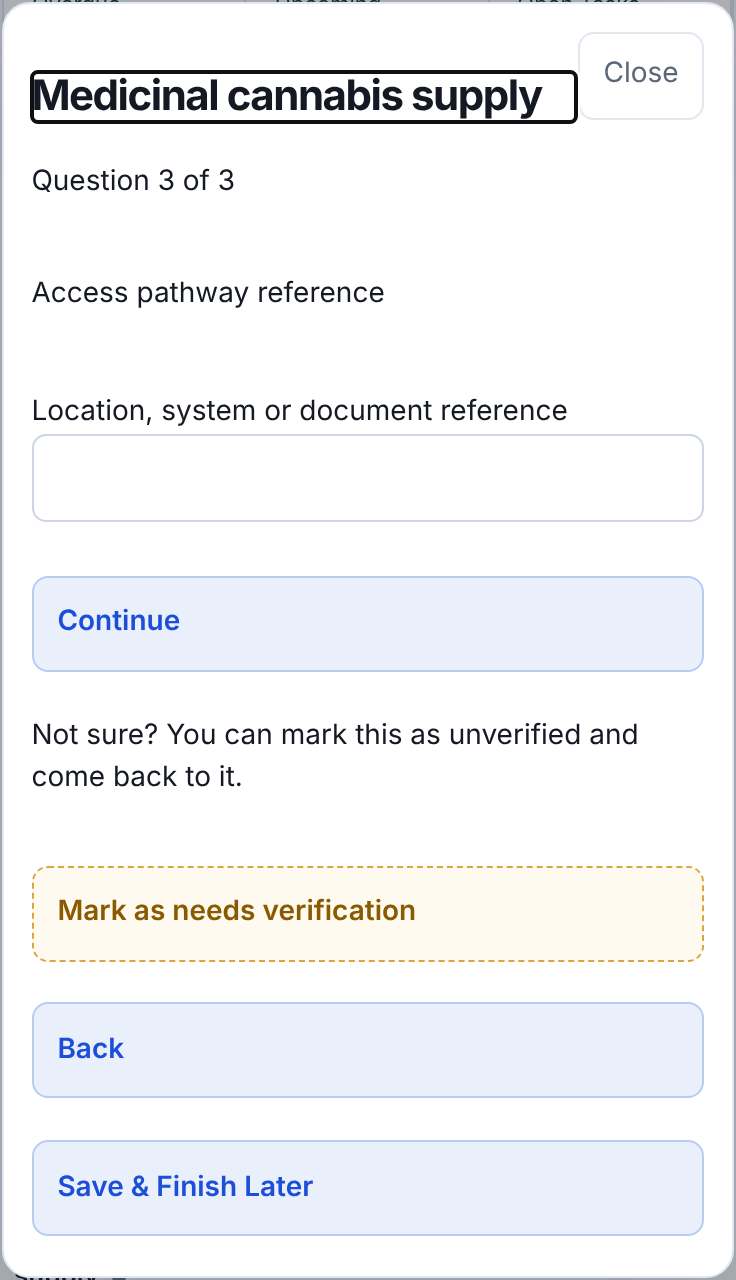 Medicinal cannabis supply
Close
Question 3 of 3
Access pathway reference
Location, system or document reference
Continue
Not sure? You can mark this as unverified and
come back to it.
Mark as needs verification
Back
Save & Finish Later